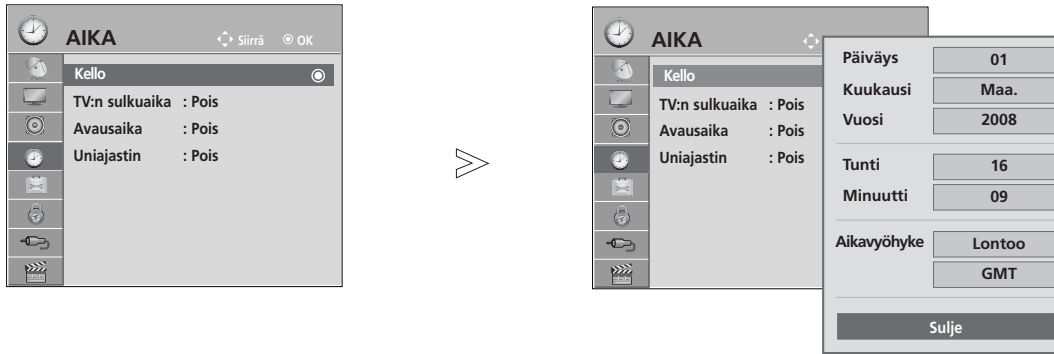 AIKA Siirrä OK
Kello
TV:n sulkuaika : Pois
Avausaika : Pois
Uniajastin : Pois
AIKA
Kello
TV:n sulkuaika : Pois
Avausaika : Pois
Uniajastin : Pois
Päiväys 01
Kuukausi Maa.
Vuosi 2008
Tunti 16
Minuutti 09
Aikavyöhyke Lontoo
GMT
Sulje